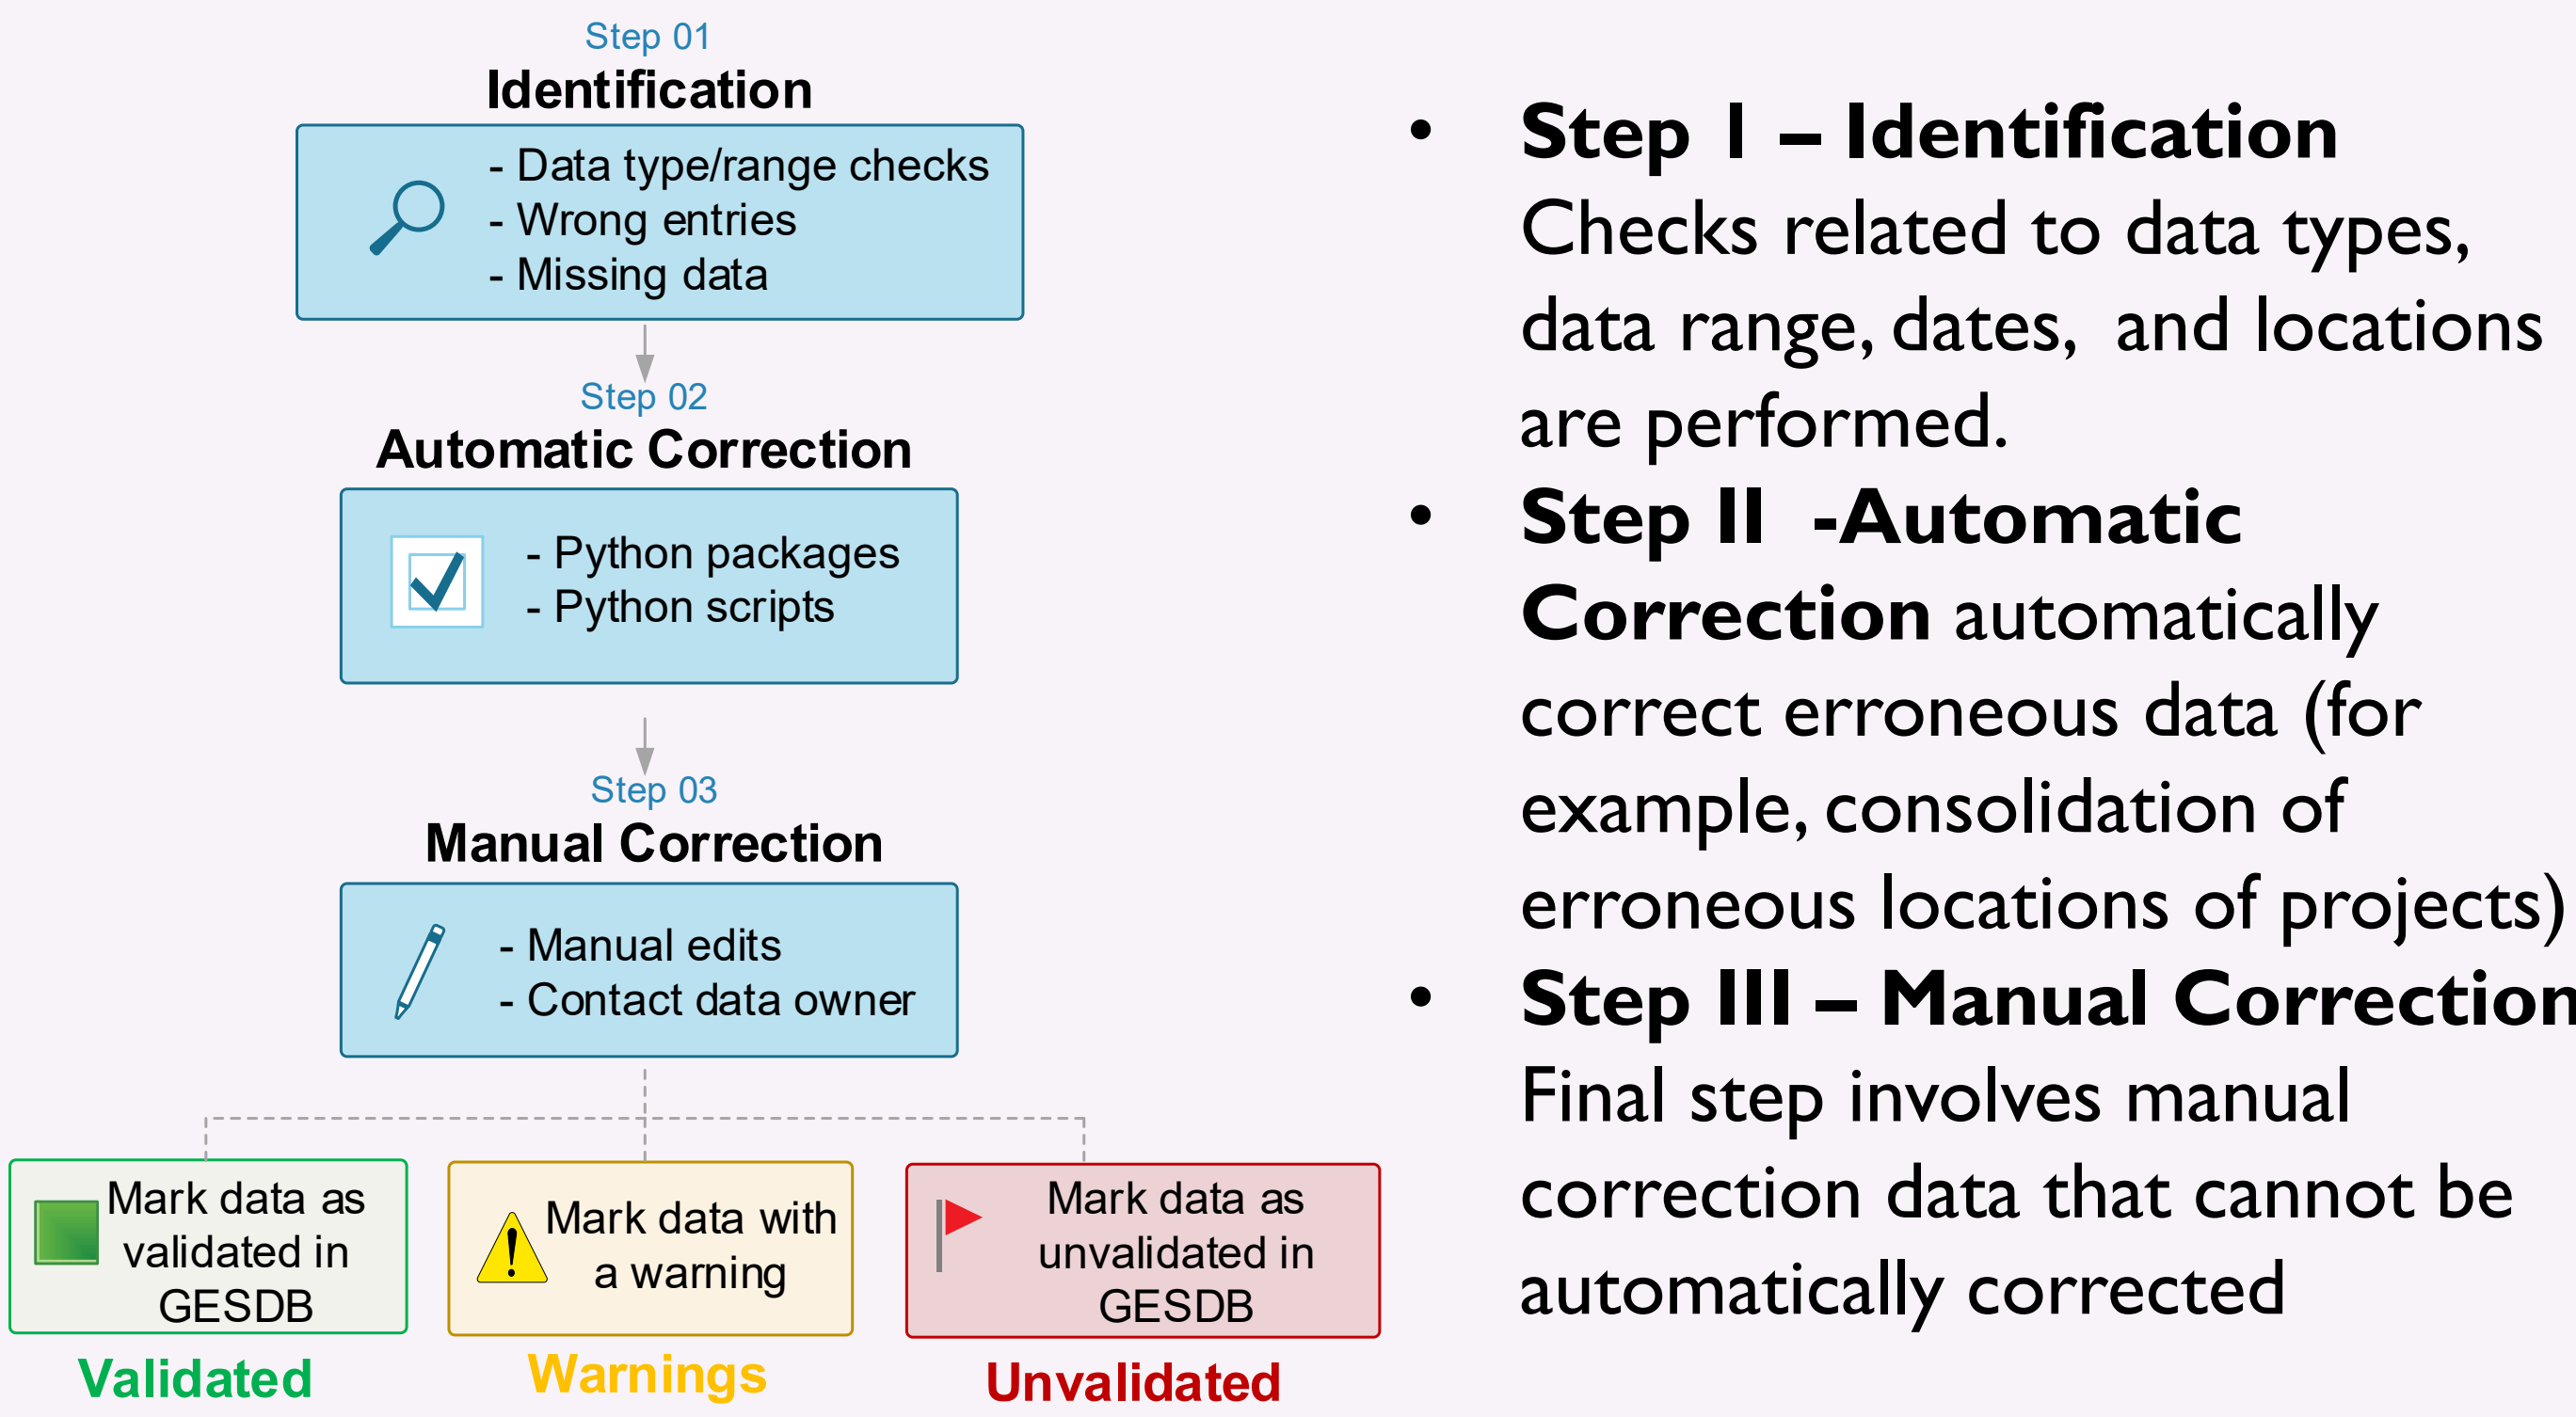 Step 01
Identification
- Data type/range checks
- Wrong entries
- Missing data
Step 02
Automatic Correction
- Python packages
- Python scripts
Step 03
Manual Correction
- Manual edits
- Contact data owner
Mark data as
validated in
GESDB
Validated
Mark data with
a warning
Warnings
Mark data as
unvalidated in
GESDB
Unvalidated
• Step I – Identification
Checks related to data types,
data range, dates,  and locations
are performed.
• Step II  -Automatic
Correction automatically
correct erroneous data (for
example, consolidation of
erroneous locations of projects)
• Step III – Manual Correction
Final step involves manual
correction data that cannot be
automatically corrected